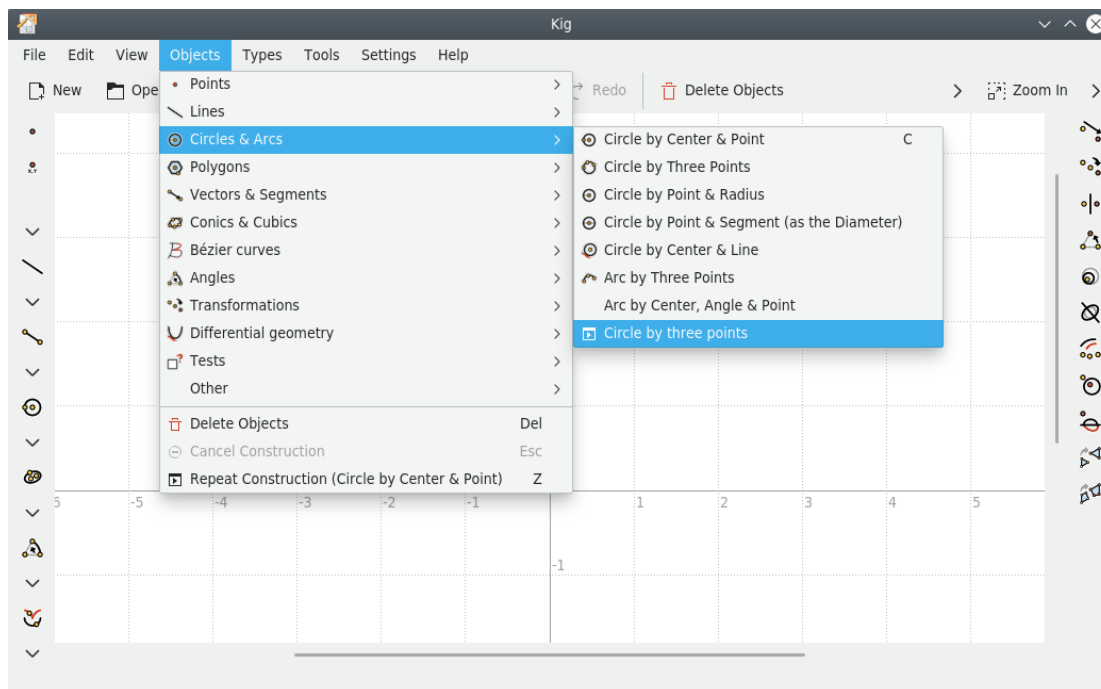 Kig
File Edit View Objects Types Tools Settings Help
New Ope Redo Delete Objects Zoom In
Points
Lines
Circles & Arcs
Polygons
Vectors & Segments
Conics & Cubics
Bézier curves
Angles
Transformations
Differential geometry
Tests
Other
Delete Objects Del
Cancel Construction Esc
Repeat Construction (Circle by Center & Point) Z
Circle by Center & Point C
Circle by Three Points
Circle by Point & Radius
Circle by Point & Segment (as the Diameter)
Circle by Center & Line
Arc by Three Points
Arc by Center, Angle & Point
Circle by three points
-5 -4 -3 -2 -1 1 2 3 4 5
-1